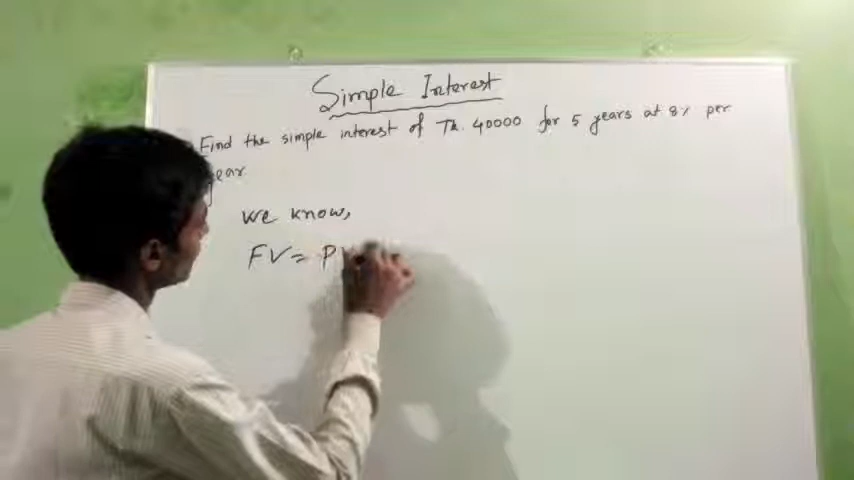 Simple Interest
Find the simple interest of Tk. 40000 for 5 years at 8% per
year
we know,
FV = PV